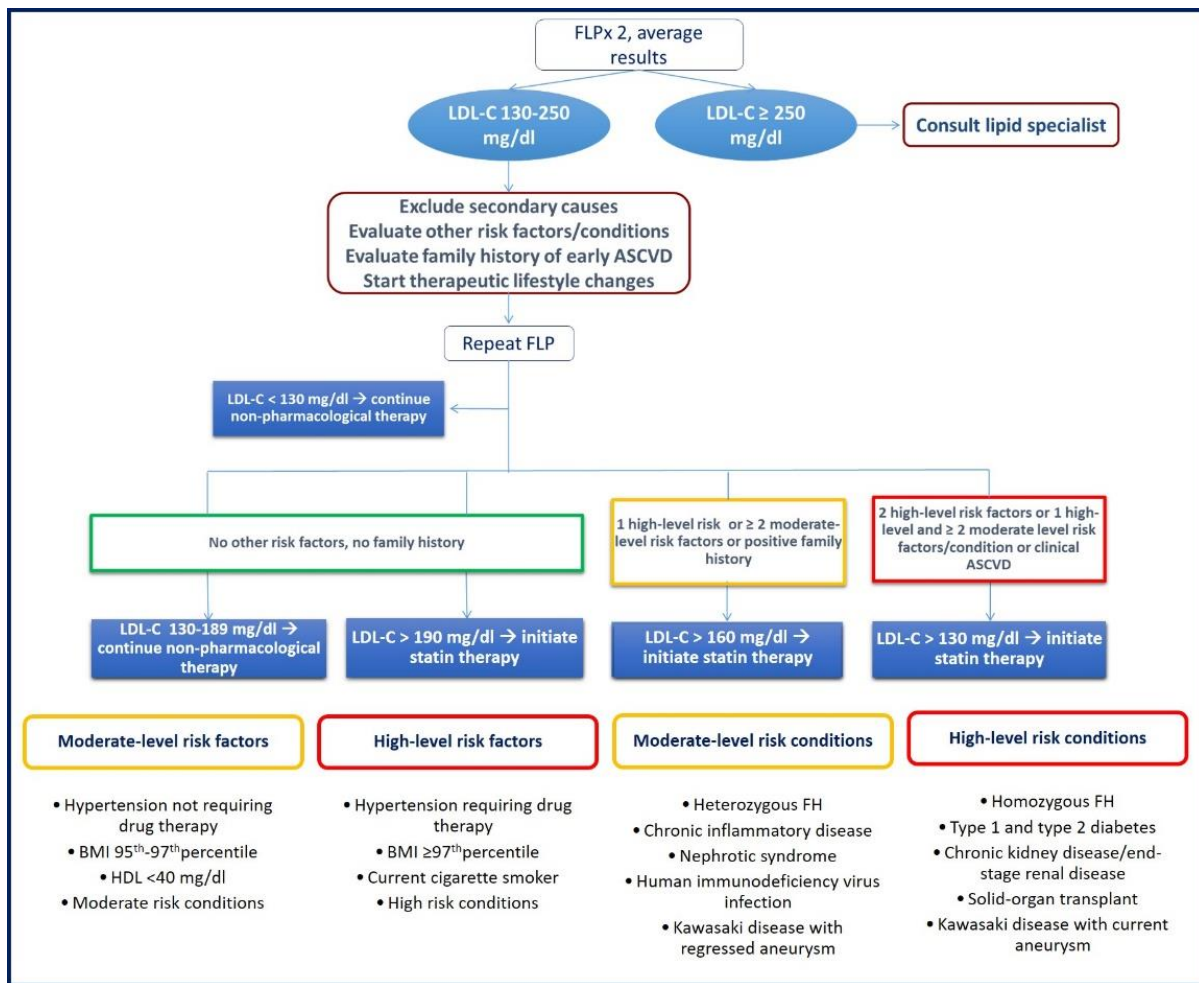 FLPx 2, average
results
LDL-C 130-250
mg/dl
LDL-C ≥ 250
mg/dl
Consult lipid specialist
Exclude secondary causes
Evaluate other risk factors/conditions
Evaluate family history of early ASCVD
Start therapeutic lifestyle changes
Repeat FLP
LDL-C < 130 mg/dl → continue
non-pharmacological therapy
No other risk factors, no family history
1 high-level risk or ≥ 2 moderate-
level risk factors or positive family
history
2 high-level risk factors or 1 high-
level and ≥ 2 moderate level risk
factors/condition or clinical
ASCVD
LDL-C 130-189 mg/dl →
continue non-pharmacological
therapy
LDL-C > 190 mg/dl → initiate
statin therapy
LDL-C > 160 mg/dl →
initiate statin therapy
LDL-C > 130 mg/dl → initiate
statin therapy
Moderate-level risk factors
• Hypertension not requiring
drug therapy
• BMI 95th-97th percentile
• HDL <40 mg/dl
• Moderate risk conditions
High-level risk factors
• Hypertension requiring drug
therapy
• BMI ≥97th percentile
• Current cigarette smoker
• High risk conditions
Moderate-level risk conditions
• Heterozygous FH
• Chronic inflammatory disease
• Nephrotic syndrome
• Human immunodeficiency virus
infection
• Kawasaki disease with
regressed aneurysm
High-level risk conditions
• Homozygous FH
• Type 1 and type 2 diabetes
• Chronic kidney disease/end-
stage renal disease
• Solid-organ transplant
• Kawasaki disease with current
aneurysm